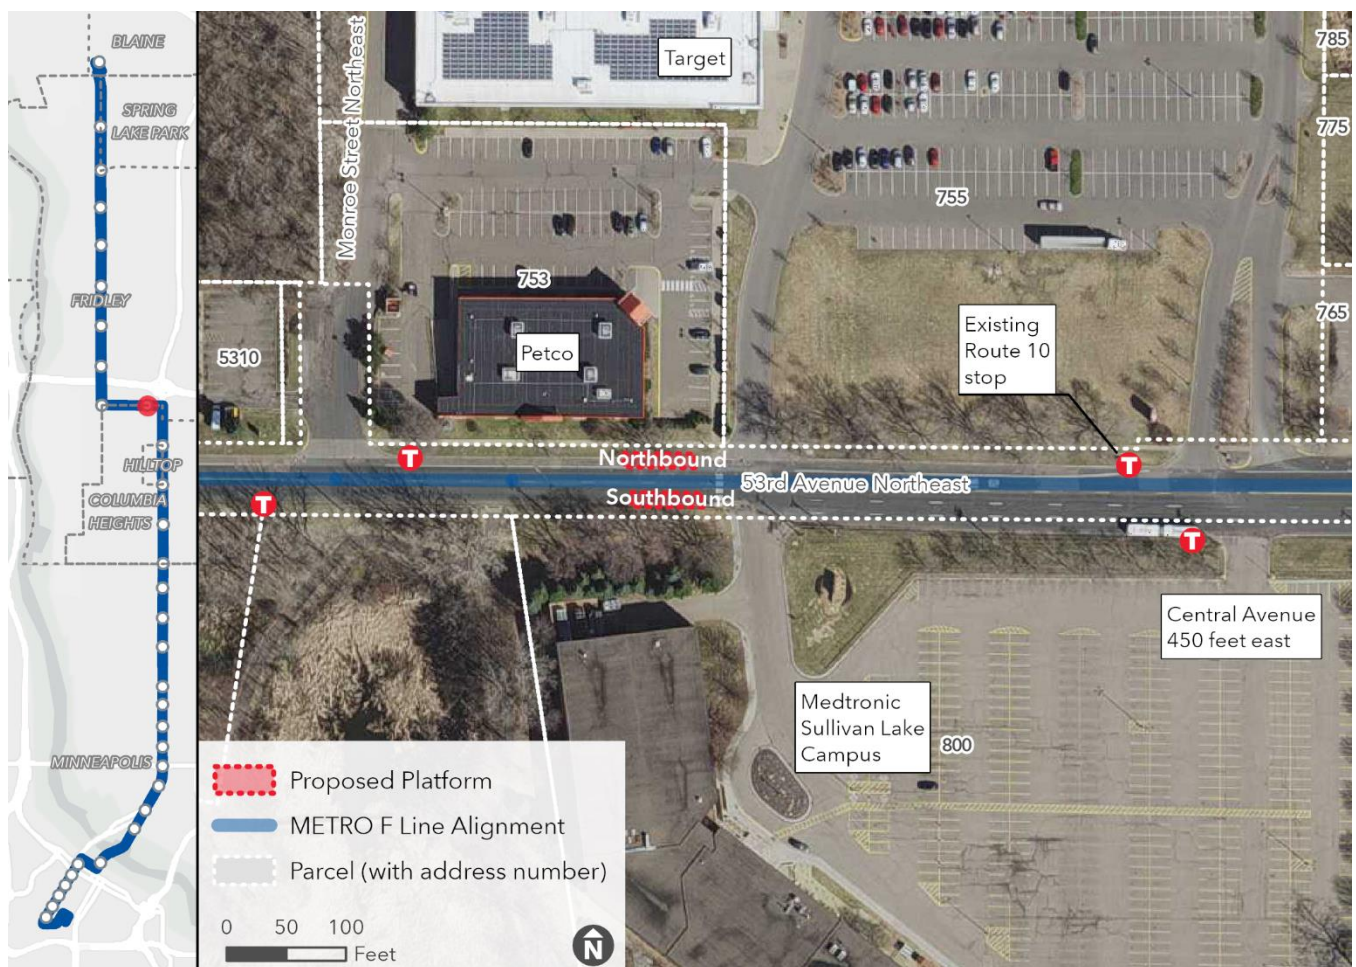 BLAINE
SPRING
LAKE PARK
FRIDLEY
HILLTOP
COLUMBIA
HEIGHTS
MINNEAPOLIS
Target
785
775
Monroe Street Northeast
755
753
765
5310
Petco
Existing
Route 10
stop
T
Northbound
T
53rd Avenue Northeast
T
Southbound
T
Central Avenue
450 feet east
Medtronic
Sullivan Lake
Campus
800
Proposed Platform
METRO F Line Alignment
Parcel (with address number)
0 50 100
Feet
N